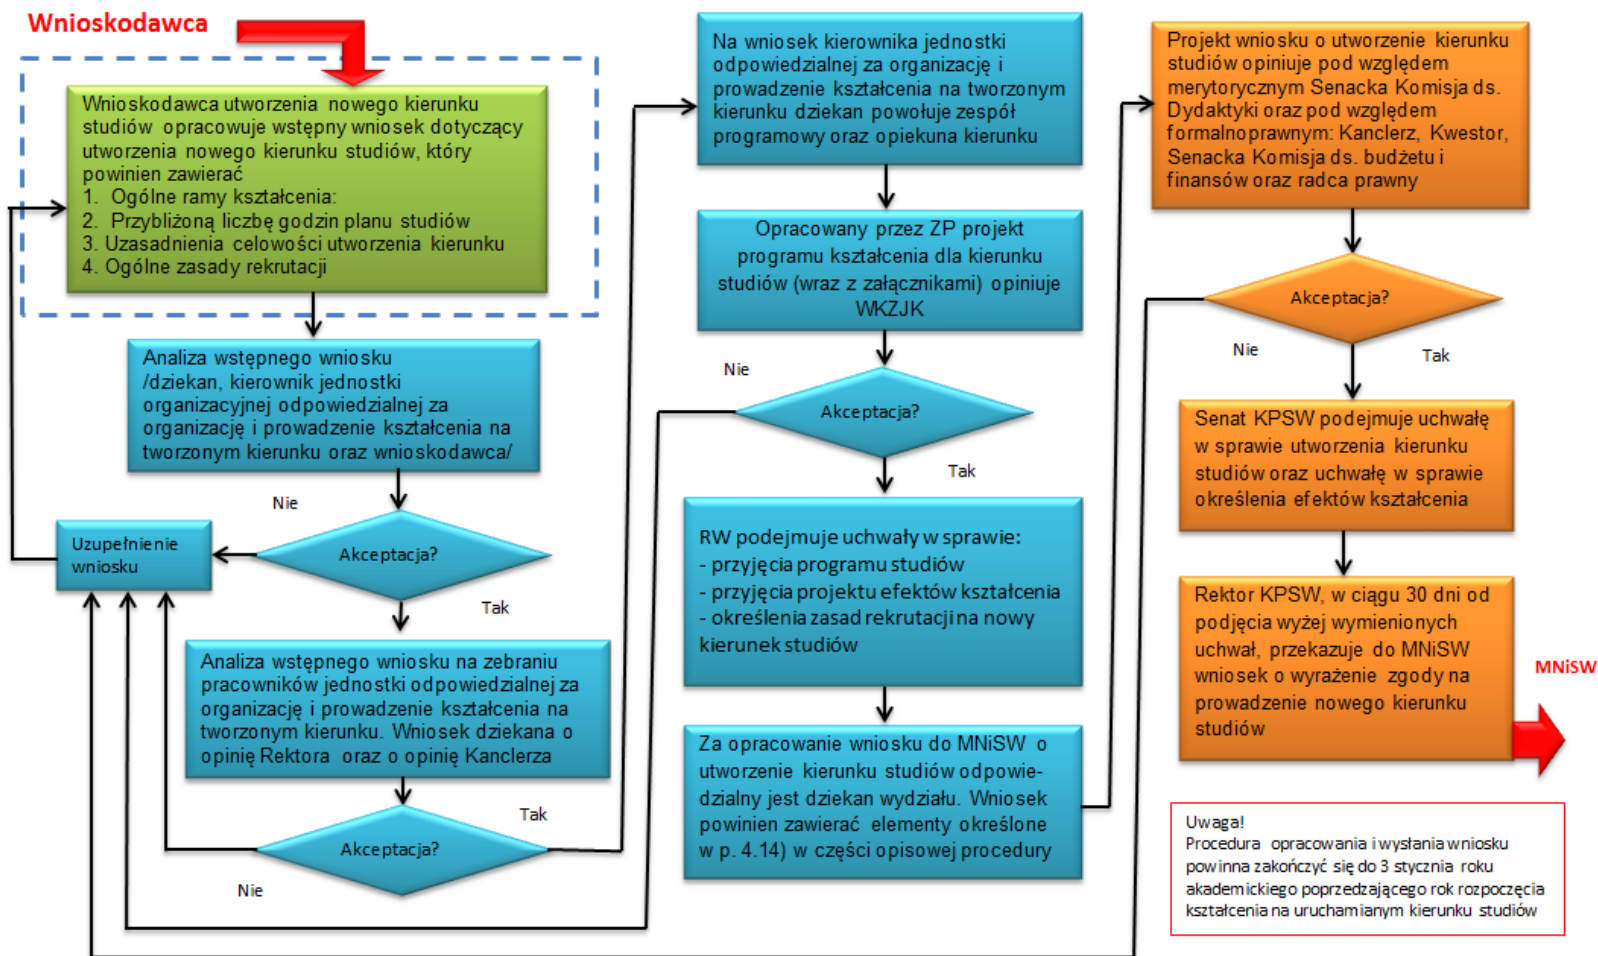 Wnioskodawca
Wnioskodawca utworzenia nowego kierunku
studiów opracowuje wstępny wniosek dotyczący
utworzenia nowego kierunku studiów, który
powinien zawierać
1. Ogólne ramy kształcenia:
2. Przybliżoną liczbę godzin planu studiów
3. Uzasadnienia celowości utworzenia kierunku
4. Ogólne zasady rekrutacji
Analiza wstępnego wniosku
/dziekan, kierownik jednostki
organizacyjnej odpowiedzialnej za
organizację i prowadzenie kształcenia na
tworzonym kierunku oraz wnioskodawca/
Nie
Akceptacja?
Uzupełnienie
wniosku
Tak
Analiza wstępnego wniosku na zebraniu
pracowników jednostki odpowiedzialnej za
organizację i prowadzenie kształcenia na
tworzonym kierunku. Wniosek dziekana o
opinię Rektora oraz o opinię Kanclerza
Tak
Akceptacja?
Nie
Na wniosek kierownika jednostki
odpowiedzialnej za organizację i
prowadzenie kształcenia na tworzonym
kierunku dziekan powołuje zespół
programowy oraz opiekuna kierunku
Opracowany przez ZP projekt
programu kształcenia dla kierunku
studiów (wraz z załącznikami) opiniuje
WKZJK
Nie
Akceptacja?
Tak
RW podejmuje uchwały w sprawie:
- przyjęcia programu studiów
- przyjęcia projektu efektów kształcenia
- określenia zasad rekrutacji na nowy
kierunek studiów
Za opracowanie wniosku do MNiSW o
utworzenie kierunku studiów odpowie-
dzialny jest dziekan wydziału. Wniosek
powinien zawierać elementy określone
w p. 4.14) w części opisowej procedury
Projekt wniosku o utworzenie kierunku
studiów opiniuje pod względem
merytorycznym Senacka Komisja ds.
Dydaktyki oraz pod względem
formalnoprawnym: Kanclerz, Kwestor,
Senacka Komisja ds. budżetu i
finansów oraz radca prawny
Akceptacja?
Nie
Tak
Senat KPSW podejmuje uchwałę
w sprawie utworzenia kierunku
studiów oraz uchwałę w sprawie
określenia efektów kształcenia
Rektor KPSW, w ciągu 30 dni od
podjęcia wyżej wymienionych
uchwał, przekazuje do MNiSW
wniosek o wyrażenie zgody na
prowadzenie nowego kierunku
studiów
MNiSW
Uwaga!
Procedura opracowania i wysłania wniosku
powinna zakończyć się do 3 stycznia roku
akademickiego poprzedzającego rok rozpoczęcia
kształcenia na uruchamianym kierunku studiów